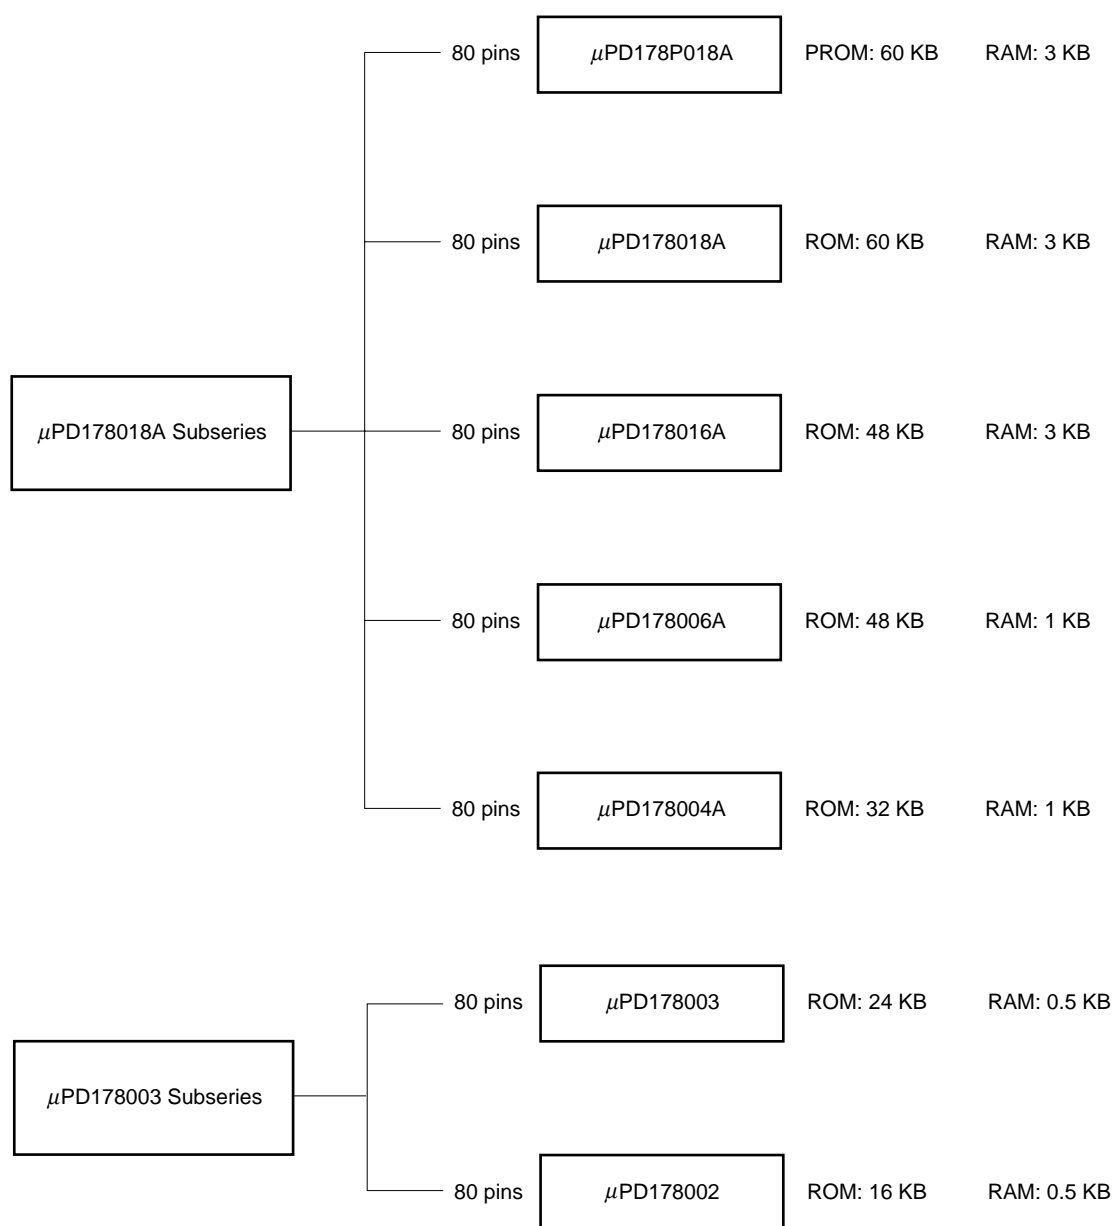 80 pins μPD178P018A PROM: 60 KB RAM: 3 KB
80 pins μPD178018A ROM: 60 KB RAM: 3 KB
μPD178018A Subseries 80 pins μPD178016A ROM: 48 KB RAM: 3 KB
80 pins μPD178006A ROM: 48 KB RAM: 1 KB
80 pins μPD178004A ROM: 32 KB RAM: 1 KB
80 pins μPD178003 ROM: 24 KB RAM: 0.5 KB
μPD178003 Subseries
80 pins μPD178002 ROM: 16 KB RAM: 0.5 KB